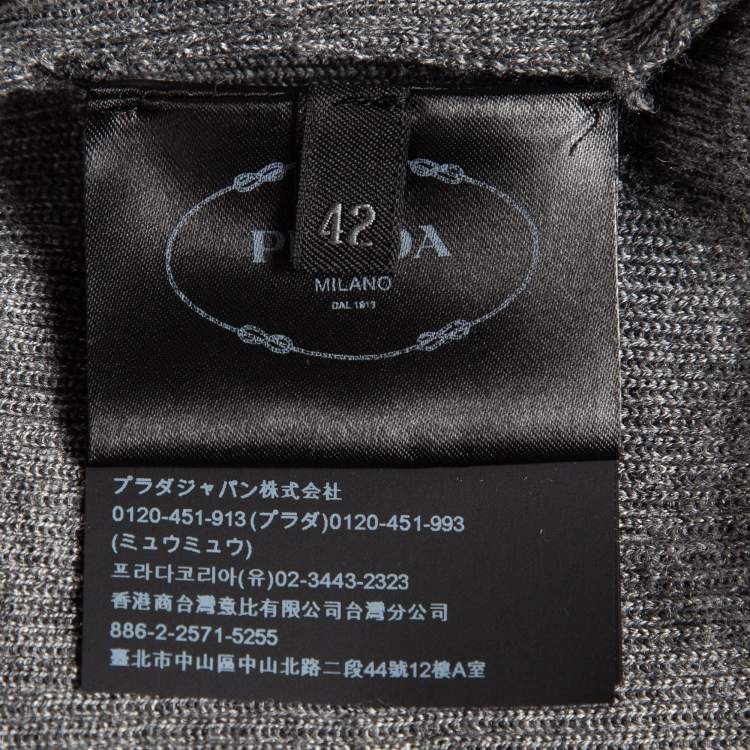 42
PRADA
MILANO
DAL 1913
プラダジャパン株式会社
0120-451-913(プラダ)0120-451-993
(ミュウミュウ)
프라다코리아(유)02-3443-2323
香港商台灣意比有限公司台灣分公司
886-2-2571-5255
臺北市中山區中山北路二段44號12樓A室